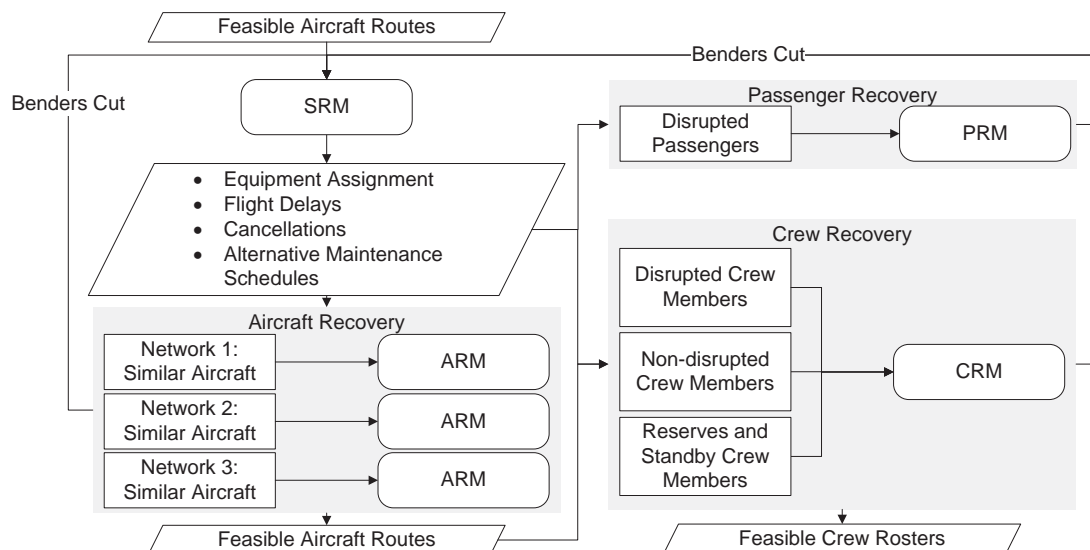 Feasible Aircraft Routes
Benders Cut
Benders Cut
SRM
Passenger Recovery
Disrupted
Passengers
PRM
• Equipment Assignment
• Flight Delays
• Cancellations
• Alternative Maintenance
Schedules
Crew Recovery
Disrupted Crew
Members
Non-disrupted
Crew Members
Reserves and
Standby Crew
Members
CRM
Aircraft Recovery
Network 1:
Similar Aircraft
ARM
Network 2:
Similar Aircraft
ARM
Network 3:
Similar Aircraft
ARM
Feasible Aircraft Routes
Feasible Crew Rosters